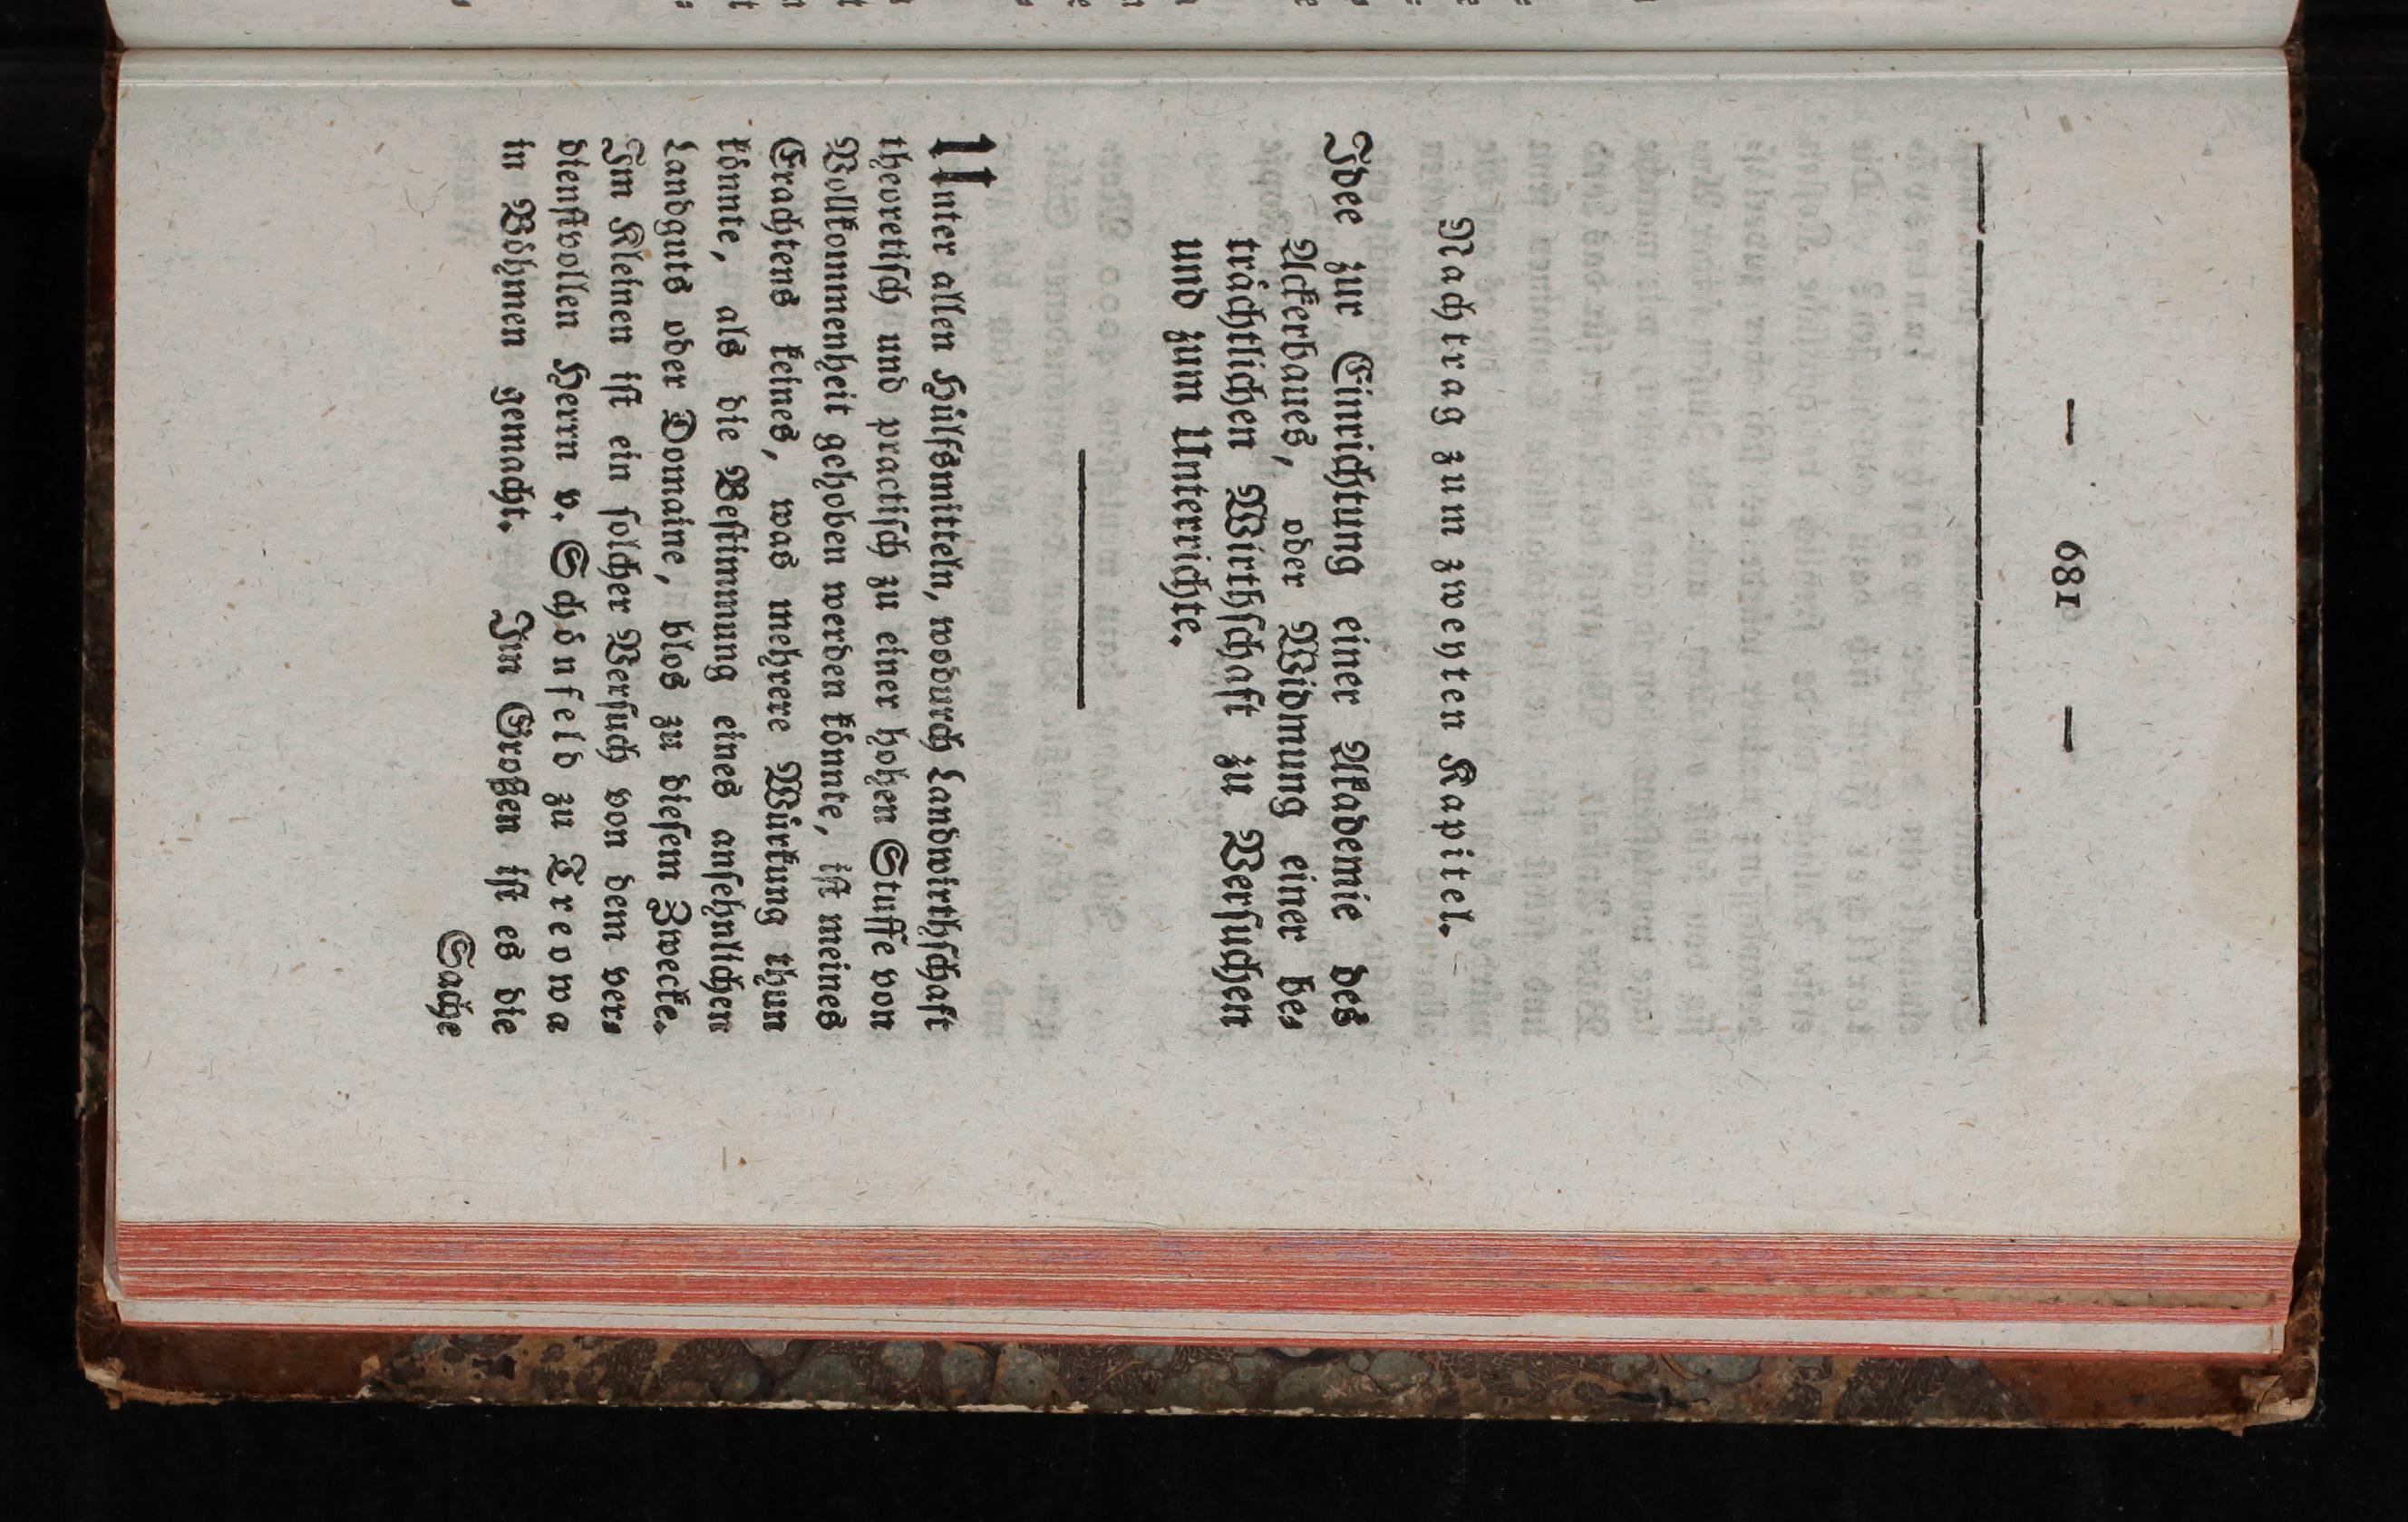 — 681 —
Nachtrag zum zweyten Kapitel.
Idee zur Einrichtung einer Akademie des
Ackerbaues, oder Widmung einer be⸗
trächtlichen Wirthſchaft zu Verſuchen
und zum Unterrichte.
Unter allen Hülfsmitteln, wodurch Landwirthſchaft
theoretiſch und practiſch zu einer hohen Stuffe von
Vollkommenheit gehoben werden könnte, iſt meines
Erachtens keines, was mehrere Würkung thun
könnte, als die Beſtimmung eines anſehnlichen
Landguts oder Domaine, blos zu dieſem Zwecke.
Im Kleinen iſt ein ſolcher Verſuch von dem ver⸗
dienſtvollen Herrn v. Schönfeld zu Trewna
in Böhmen gemacht. Im Großen iſt es die
Sache